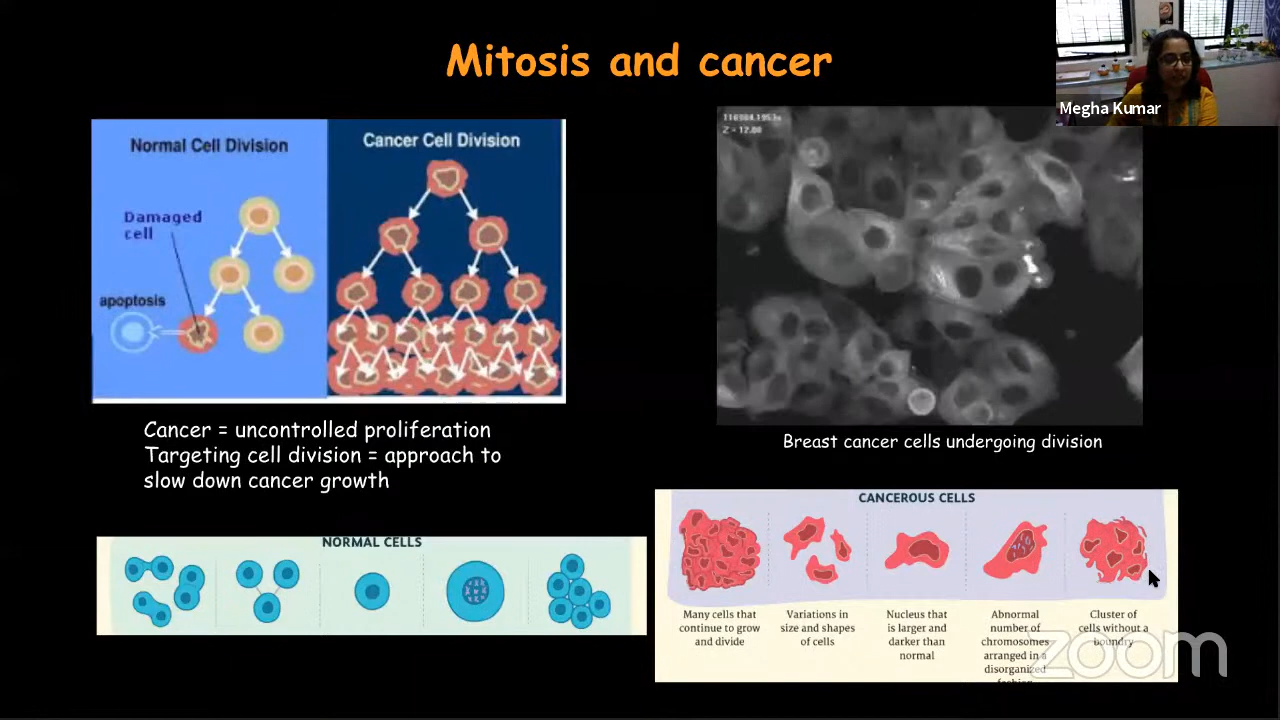 Mitosis and cancer
Megha Kumar
Normal Cell Division
Cancer Cell Division
Damaged
cell
apoptosis
Z = 12.00
Cancer = uncontrolled proliferation
Targeting cell division = approach to
slow down cancer growth
Breast cancer cells undergoing division
NORMAL CELLS
CANCEROUS CELLS
Many cells that
continue to grow
and divide
Variations in
size and shapes
of cells
Nucleus that
is larger and
darker than
normal
Abnormal
number of
chromosomes
arranged in a
disorganized
Cluster of
cells without a
boundry
zoom